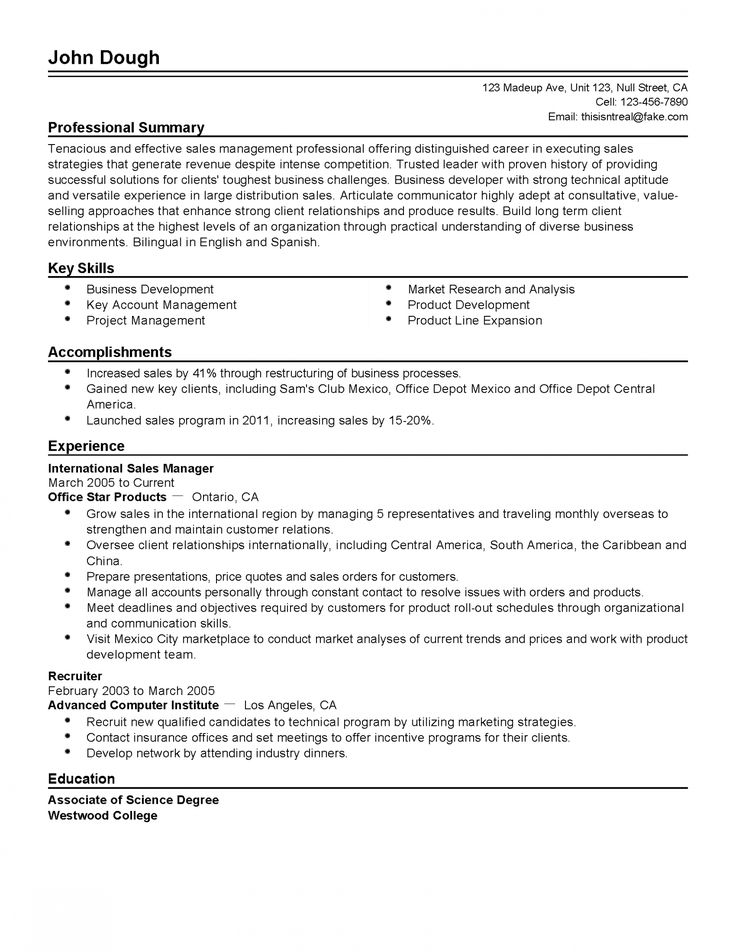 John Dough
123 Madeup Ave, Unit 123, Null Street, CA
Cell: 123-456-7890
Email: thisisntreal@fake.com
Professional Summary
Tenacious and effective sales management professional offering distinguished career in executing sales
strategies that generate revenue despite intense competition. Trusted leader with proven history of providing
successful solutions for clients' toughest business challenges. Business developer with strong technical aptitude
and versatile experience in large distribution sales. Articulate communicator highly adept at consultative, value-
selling approaches that enhance strong client relationships and produce results. Build long term client
relationships at the highest levels of an organization through practical understanding of diverse business
environments. Bilingual in English and Spanish.
Key Skills
• Business Development
• Key Account Management
• Project Management
• Market Research and Analysis
• Product Development
• Product Line Expansion
Accomplishments
• Increased sales by 41% through restructuring of business processes.
• Gained new key clients, including Sam's Club Mexico, Office Depot Mexico and Office Depot Central
America.
• Launched sales program in 2011, increasing sales by 15-20%.
Experience
International Sales Manager
March 2005 to Current
Office Star Products — Ontario, CA
• Grow sales in the international region by managing 5 representatives and traveling monthly overseas to
strengthen and maintain customer relations.
• Oversee client relationships internationally, including Central America, South America, the Caribbean and
China.
• Prepare presentations, price quotes and sales orders for customers.
• Manage all accounts personally through constant contact to resolve issues with orders and products.
• Meet deadlines and objectives required by customers for product roll-out schedules through organizational
and communication skills.
• Visit Mexico City marketplace to conduct market analyses of current trends and prices and work with product
development team.
Recruiter
February 2003 to March 2005
Advanced Computer Institute — Los Angeles, CA
• Recruit new qualified candidates to technical program by utilizing marketing strategies.
• Contact insurance offices and set meetings to offer incentive programs for their clients.
• Develop network by attending industry dinners.
Education
Associate of Science Degree
Westwood College